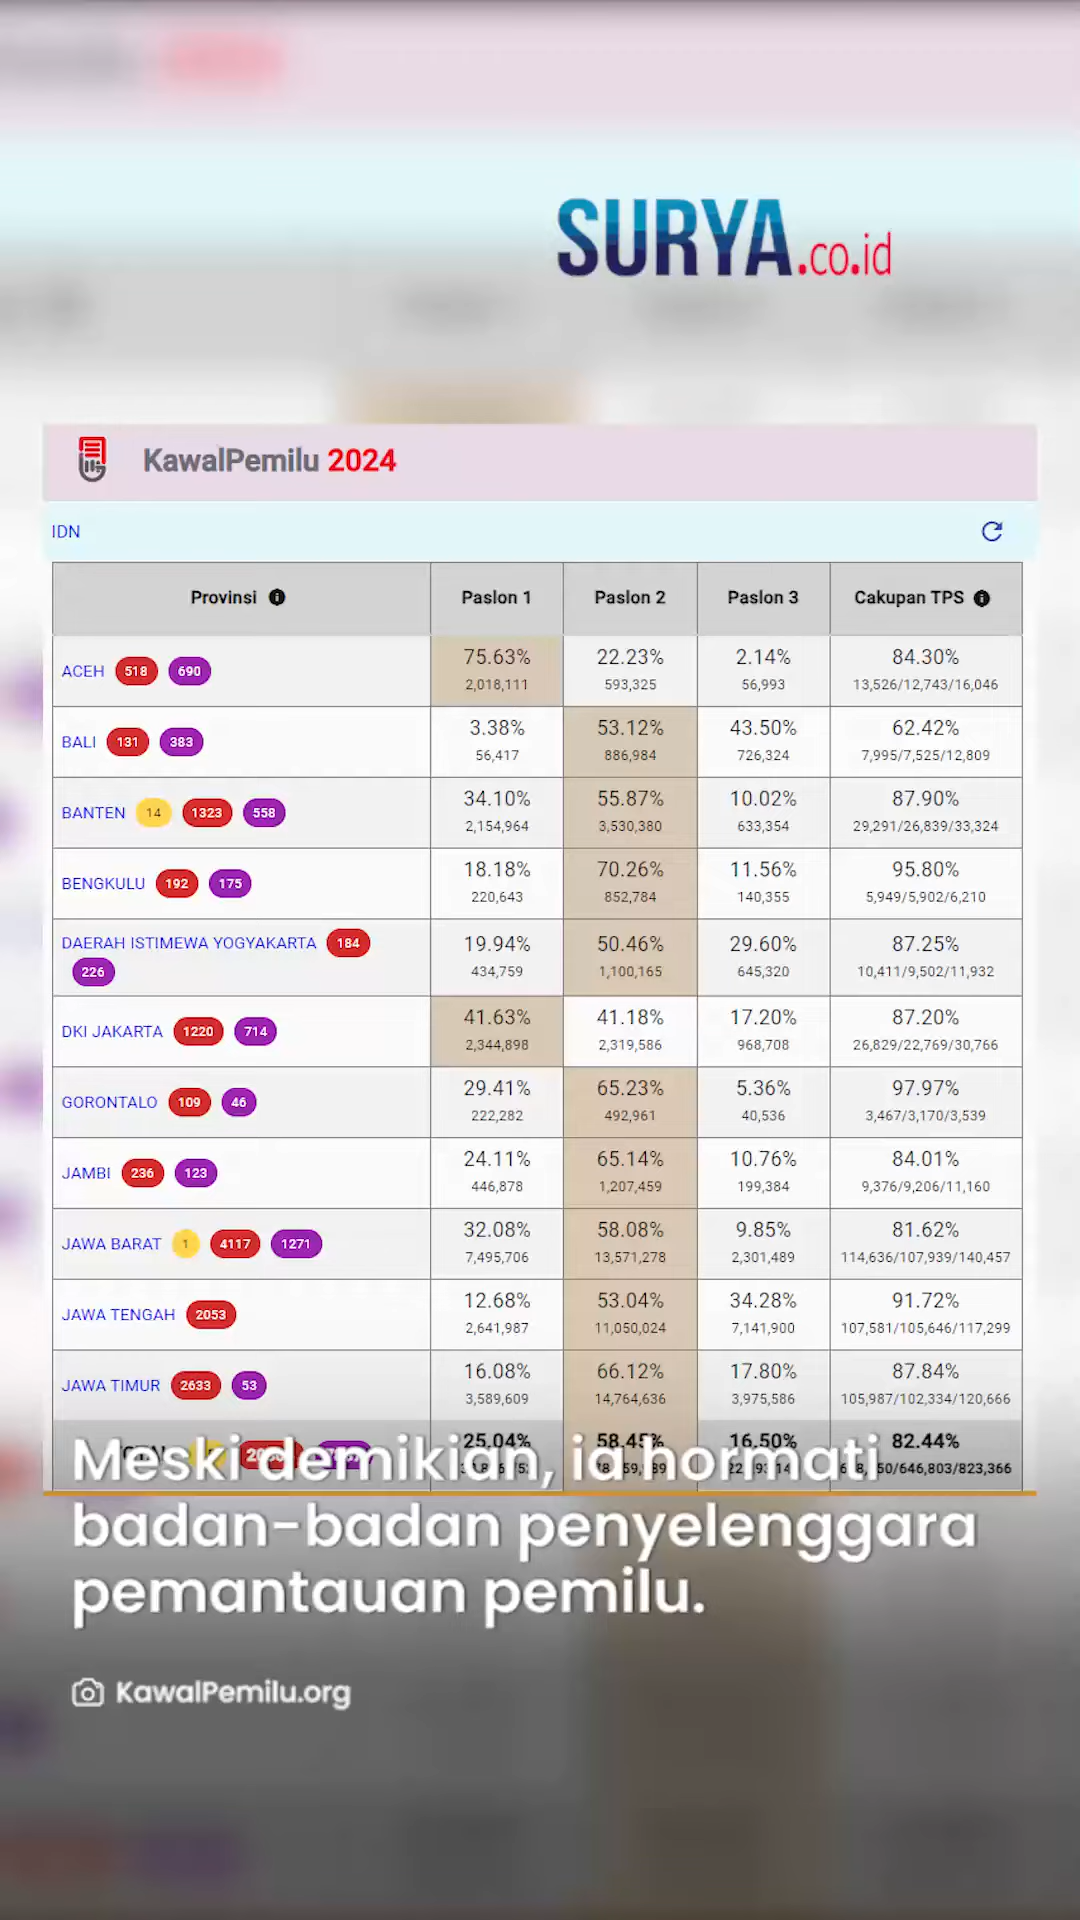 SURYA.co.id
KawalPemilu 2024
IDN
Provinsi Paslon 1 Paslon 2 Paslon 3 Cakupan TPS
ACEH 518 690 75.63% 22.23% 2.14% 84.30%
2,018,111 593,325 56,993 13,526/12,743/16,046
BALI 131 383 3.38% 53.12% 43.50% 62.42%
56,417 886,984 726,324 7,995/7,525/12,809
BANTEN 14 1323 558 34.10% 55.87% 10.02% 87.90%
2,154,964 3,530,380 633,354 29,291/26,839/33,324
BENGKULU 192 175 18.18% 70.26% 11.56% 95.80%
220,643 852,784 140,355 5,949/5,902/6,210
DAERAH ISTIMEWA YOGYAKARTA 184 19.94% 50.46% 29.60% 87.25%
226 434,759 1,100,165 645,320 10,411/9,502/11,932
DKI JAKARTA 1220 714 41.63% 41.18% 17.20% 87.20%
2,344,898 2,319,586 968,708 26,829/22,769/30,766
GORONTALO 109 46 29.41% 65.23% 5.36% 97.97%
222,282 492,961 40,536 3,467/3,170/3,539
JAMBI 236 123 24.11% 65.14% 10.76% 84.01%
446,878 1,207,459 199,384 9,376/9,206/11,160
JAWA BARAT 1 4117 1271 32.08% 58.08% 9.85% 81.62%
7,495,706 13,571,278 2,301,489 114,636/107,939/140,457
JAWA TENGAH 2053 12.68% 53.04% 34.28% 91.72%
2,641,987 11,050,024 7,141,900 107,581/105,646/117,299
JAWA TIMUR 2633 53 16.08% 66.12% 17.80% 87.84%
3,589,609 14,764,636 3,975,586 105,987/102,334/120,666
25.04% 58.45% 16.50% 82.44%
Meski demikian, ia hormati
badan-badan penyelenggara
pemantauan pemilu.
KawalPemilu.org